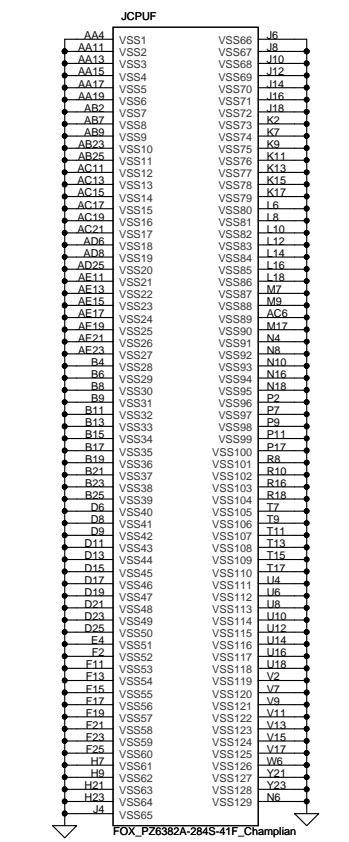 JCPUF
AA4 VSS1 VSS66 J6
AA11 VSS2 VSS67 J8
AA13 VSS3 VSS68 J10
AA15 VSS4 VSS69 J12
AA17 VSS5 VSS70 J14
AA19 VSS6 VSS71 J16
AB2 VSS7 VSS72 J18
AB7 VSS8 VSS73 K2
AB9 VSS9 VSS74 K7
AB23 VSS10 VSS75 K9
AB25 VSS11 VSS76 K11
AC11 VSS12 VSS77 K13
AC13 VSS13 VSS78 K15
AC15 VSS14 VSS79 K17
AC17 VSS15 VSS80 L6
AC19 VSS16 VSS81 L8
AC21 VSS17 VSS82 L10
AD6 VSS18 VSS83 L12
AD8 VSS19 VSS84 L14
AD25 VSS20 VSS85 L16
AE11 VSS21 VSS86 L18
AE13 VSS22 VSS87 M7
AE15 VSS23 VSS88 M9
AE17 VSS24 VSS89 AC6
AE19 VSS25 VSS90 M17
AE21 VSS26 VSS91 N4
AE23 VSS27 VSS92 N8
B4 VSS28 VSS93 N10
B6 VSS29 VSS94 N16
B8 VSS30 VSS95 N18
B9 VSS31 VSS96 P2
B11 VSS32 VSS97 P7
B13 VSS33 VSS98 P9
B15 VSS34 VSS99 P11
B17 VSS35 VSS100 P17
B19 VSS36 VSS101 R8
B21 VSS37 VSS102 R10
B23 VSS38 VSS103 R16
B25 VSS39 VSS104 R18
D6 VSS40 VSS105 T7
D8 VSS41 VSS106 T9
D9 VSS42 VSS107 T11
D11 VSS43 VSS108 T13
D13 VSS44 VSS109 T15
D15 VSS45 VSS110 T17
D17 VSS46 VSS111 U4
D19 VSS47 VSS112 U6
D21 VSS48 VSS113 U8
D23 VSS49 VSS114 U10
D25 VSS50 VSS115 U12
E4 VSS51 VSS116 U14
F2 VSS52 VSS117 U16
F11 VSS53 VSS118 U18
F13 VSS54 VSS119 V2
F15 VSS55 VSS120 V7
F17 VSS56 VSS121 V9
F19 VSS57 VSS122 V11
F21 VSS58 VSS123 V13
F23 VSS59 VSS124 V15
F25 VSS60 VSS125 V17
H7 VSS61 VSS126 W6
H9 VSS62 VSS127 Y21
H21 VSS63 VSS128 Y23
H23 VSS64 VSS129 N6
J4 VSS65
FOX_PZ6382A-284S-41F_Champlian